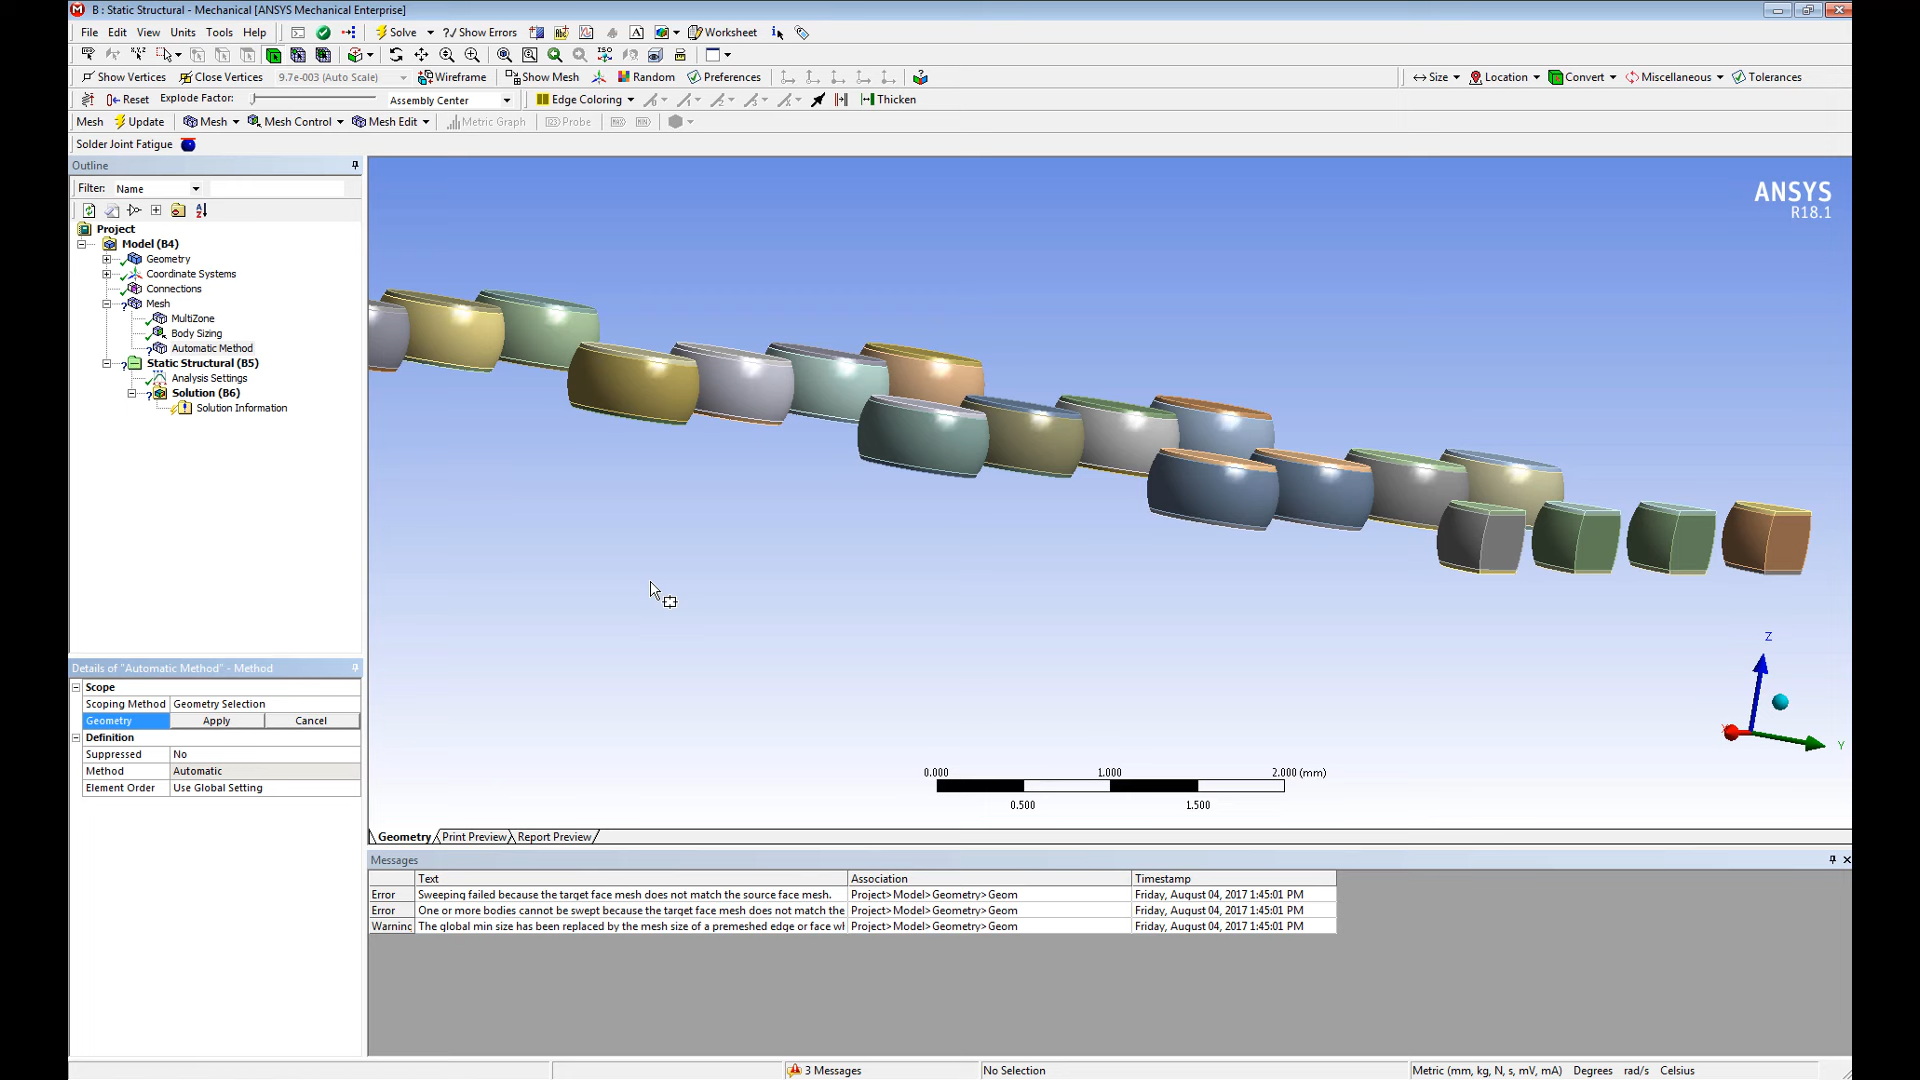 B : Static Structural - Mechanical [ANSYS Mechanical Enterprise]
File Edit View Units Tools Help Solve ?/ Show Errors Worksheet
Show Vertices Close Vertices 9.7e-003 (Auto Scale) Wireframe Show Mesh Random Preferences Size Location Convert Miscellaneous Tolerances
Reset Explode Factor: Assembly Center Edge Coloring Thicken
Mesh Update Mesh Mesh Control Mesh Edit Metric Graph Probe
Solder Joint Fatigue
Outline
Filter: Name
Project
Model (B4)
Geometry
Coordinate Systems
Connections
Mesh
MultiZone
Body Sizing
Automatic Method
Static Structural (B5)
Analysis Settings
Solution (B6)
Solution Information
ANSYS
R18.1
Details of "Automatic Method" - Method
Scope
Scoping Method Geometry Selection
Geometry Apply Cancel
Definition
Suppressed No
Method Automatic
Element Order Use Global Setting
Z
Y
0.000 1.000 2.000 (mm)
0.500 1.500
Geometry Print Preview Report Preview
Messages
Text Association Timestamp
Error Sweeping failed because the target face mesh does not match the source face mesh. Project>Model>Geometry>Geom Friday, August 04, 2017 1:45:01 PM
Error One or more bodies cannot be swept because the target face mesh does not match the Project>Model>Geometry>Geom Friday, August 04, 2017 1:45:01 PM
Warninc The global min size has been replaced by the mesh size of a premeshed edge or face wh Project>Model>Geometry>Geom Friday, August 04, 2017 1:45:01 PM
3 Messages No Selection Metric (mm, kg, N, s, mV, mA) Degrees rad/s Celsius